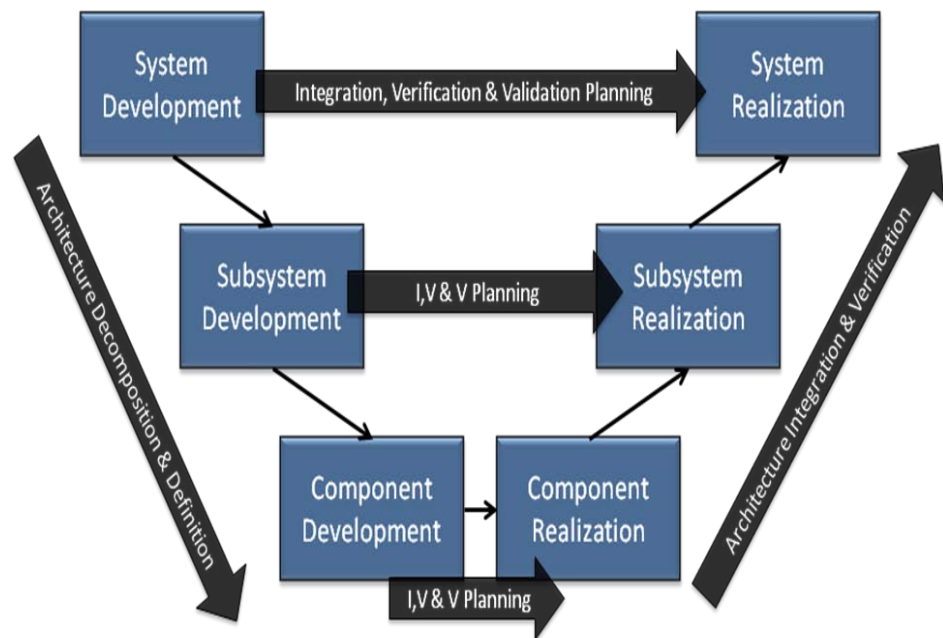 System
Development
Integration, Verification & Validation Planning
System
Realization
Architecture Decomposition & Definition
Subsystem
Development
I,V & V Planning
Subsystem
Realization
Architecture Integration & Verification
Component
Development
Component
Realization
I,V & V Planning